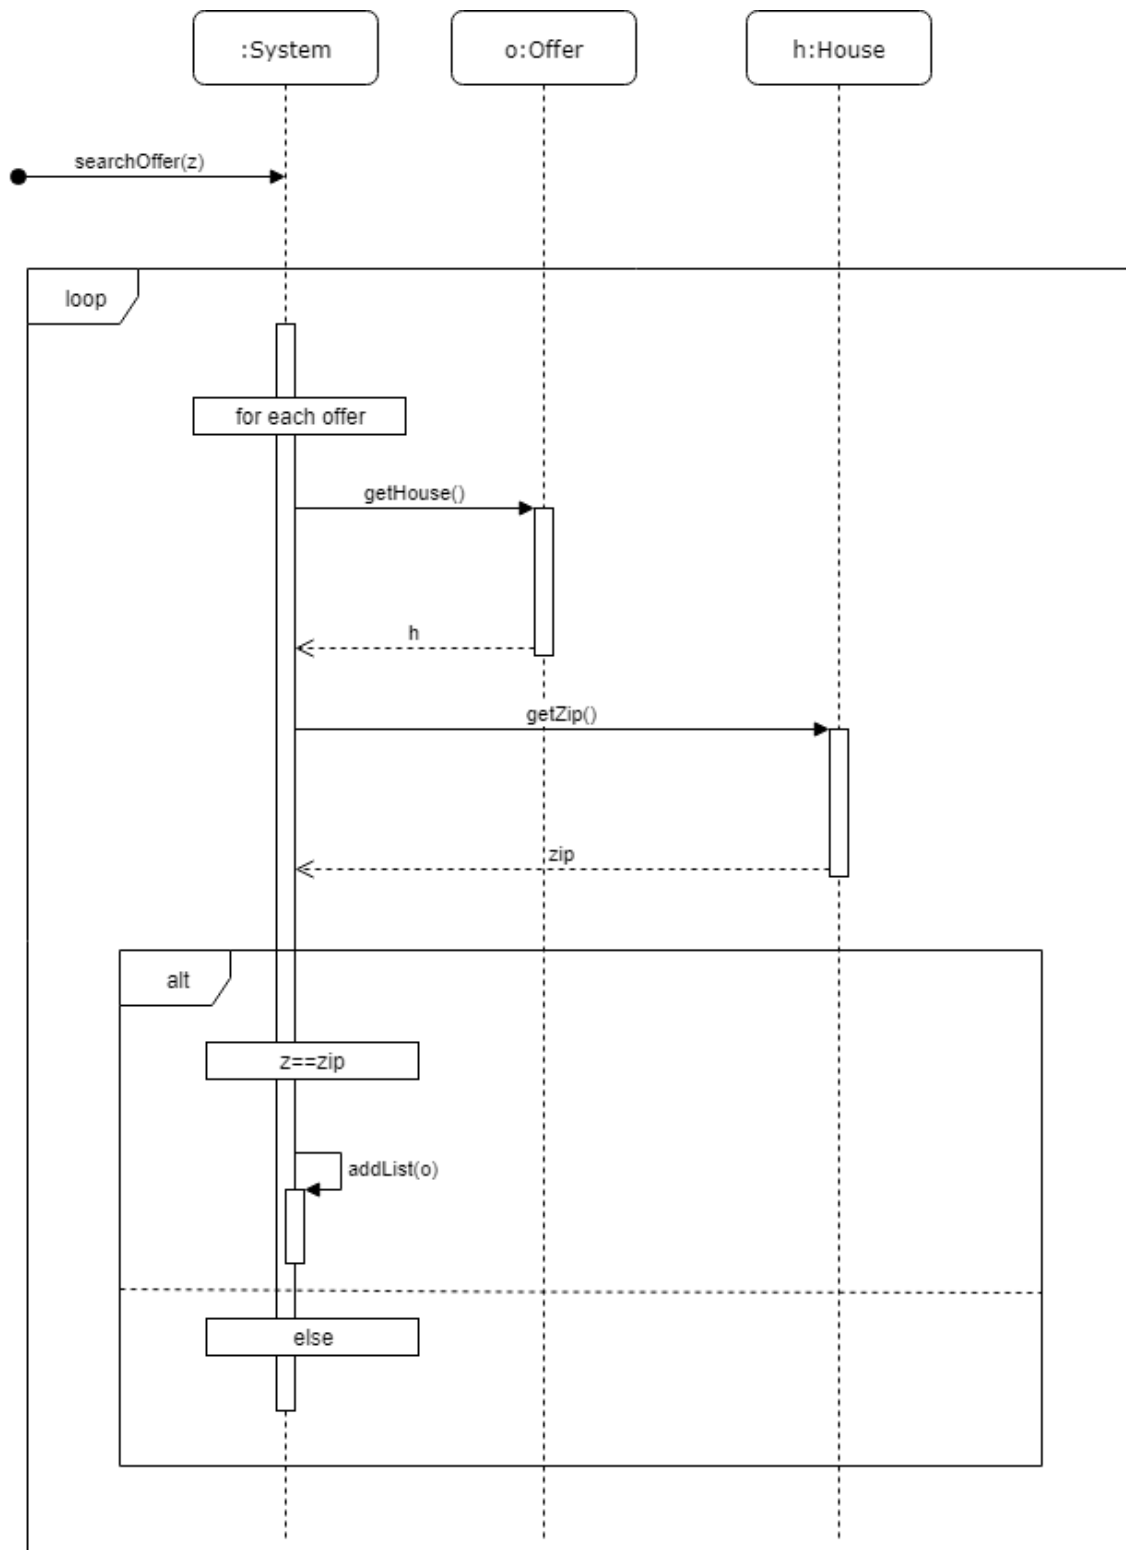 :System
o:Offer
h:House
searchOffer(z)
loop
for each offer
getHouse()
h
getZip()
zip
alt
z==zip
addList(o)
else